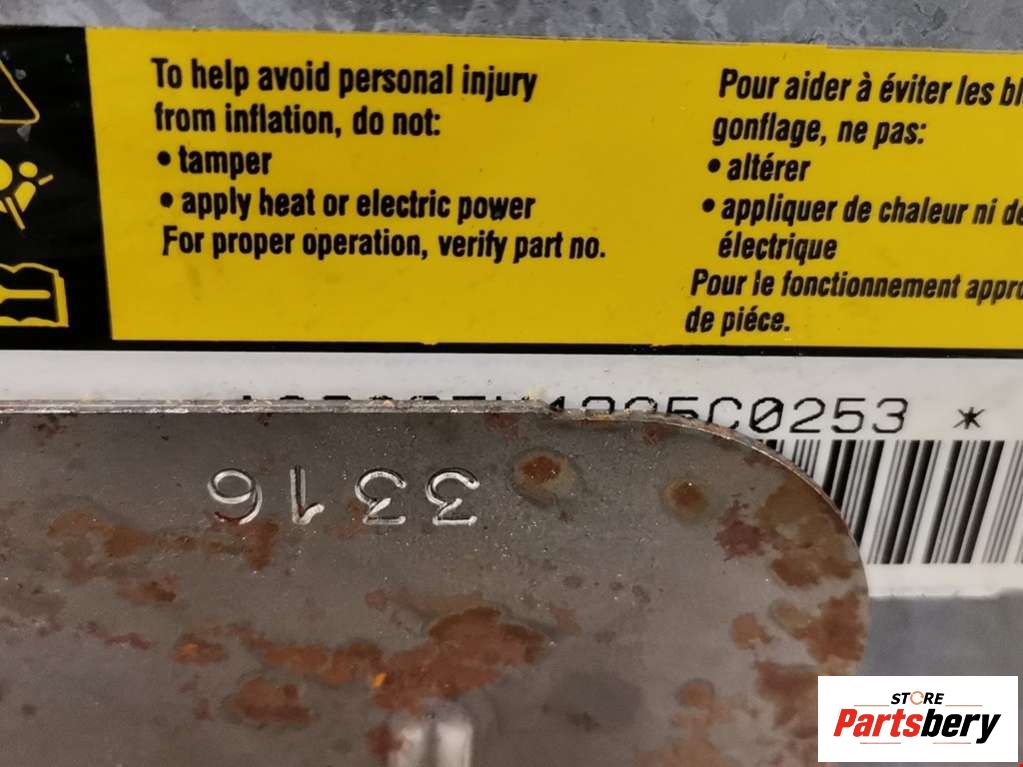 To help avoid personal injury
from inflation, do not:
• tamper
• apply heat or electric power
For proper operation, verify part no.
Pour aider à éviter les
gonflage, ne pas:
• altérer
• appliquer de chaleur ni
électrique
Pour le fonctionnement
de piéce.
C0253 *
3316
STORE
Partsbery